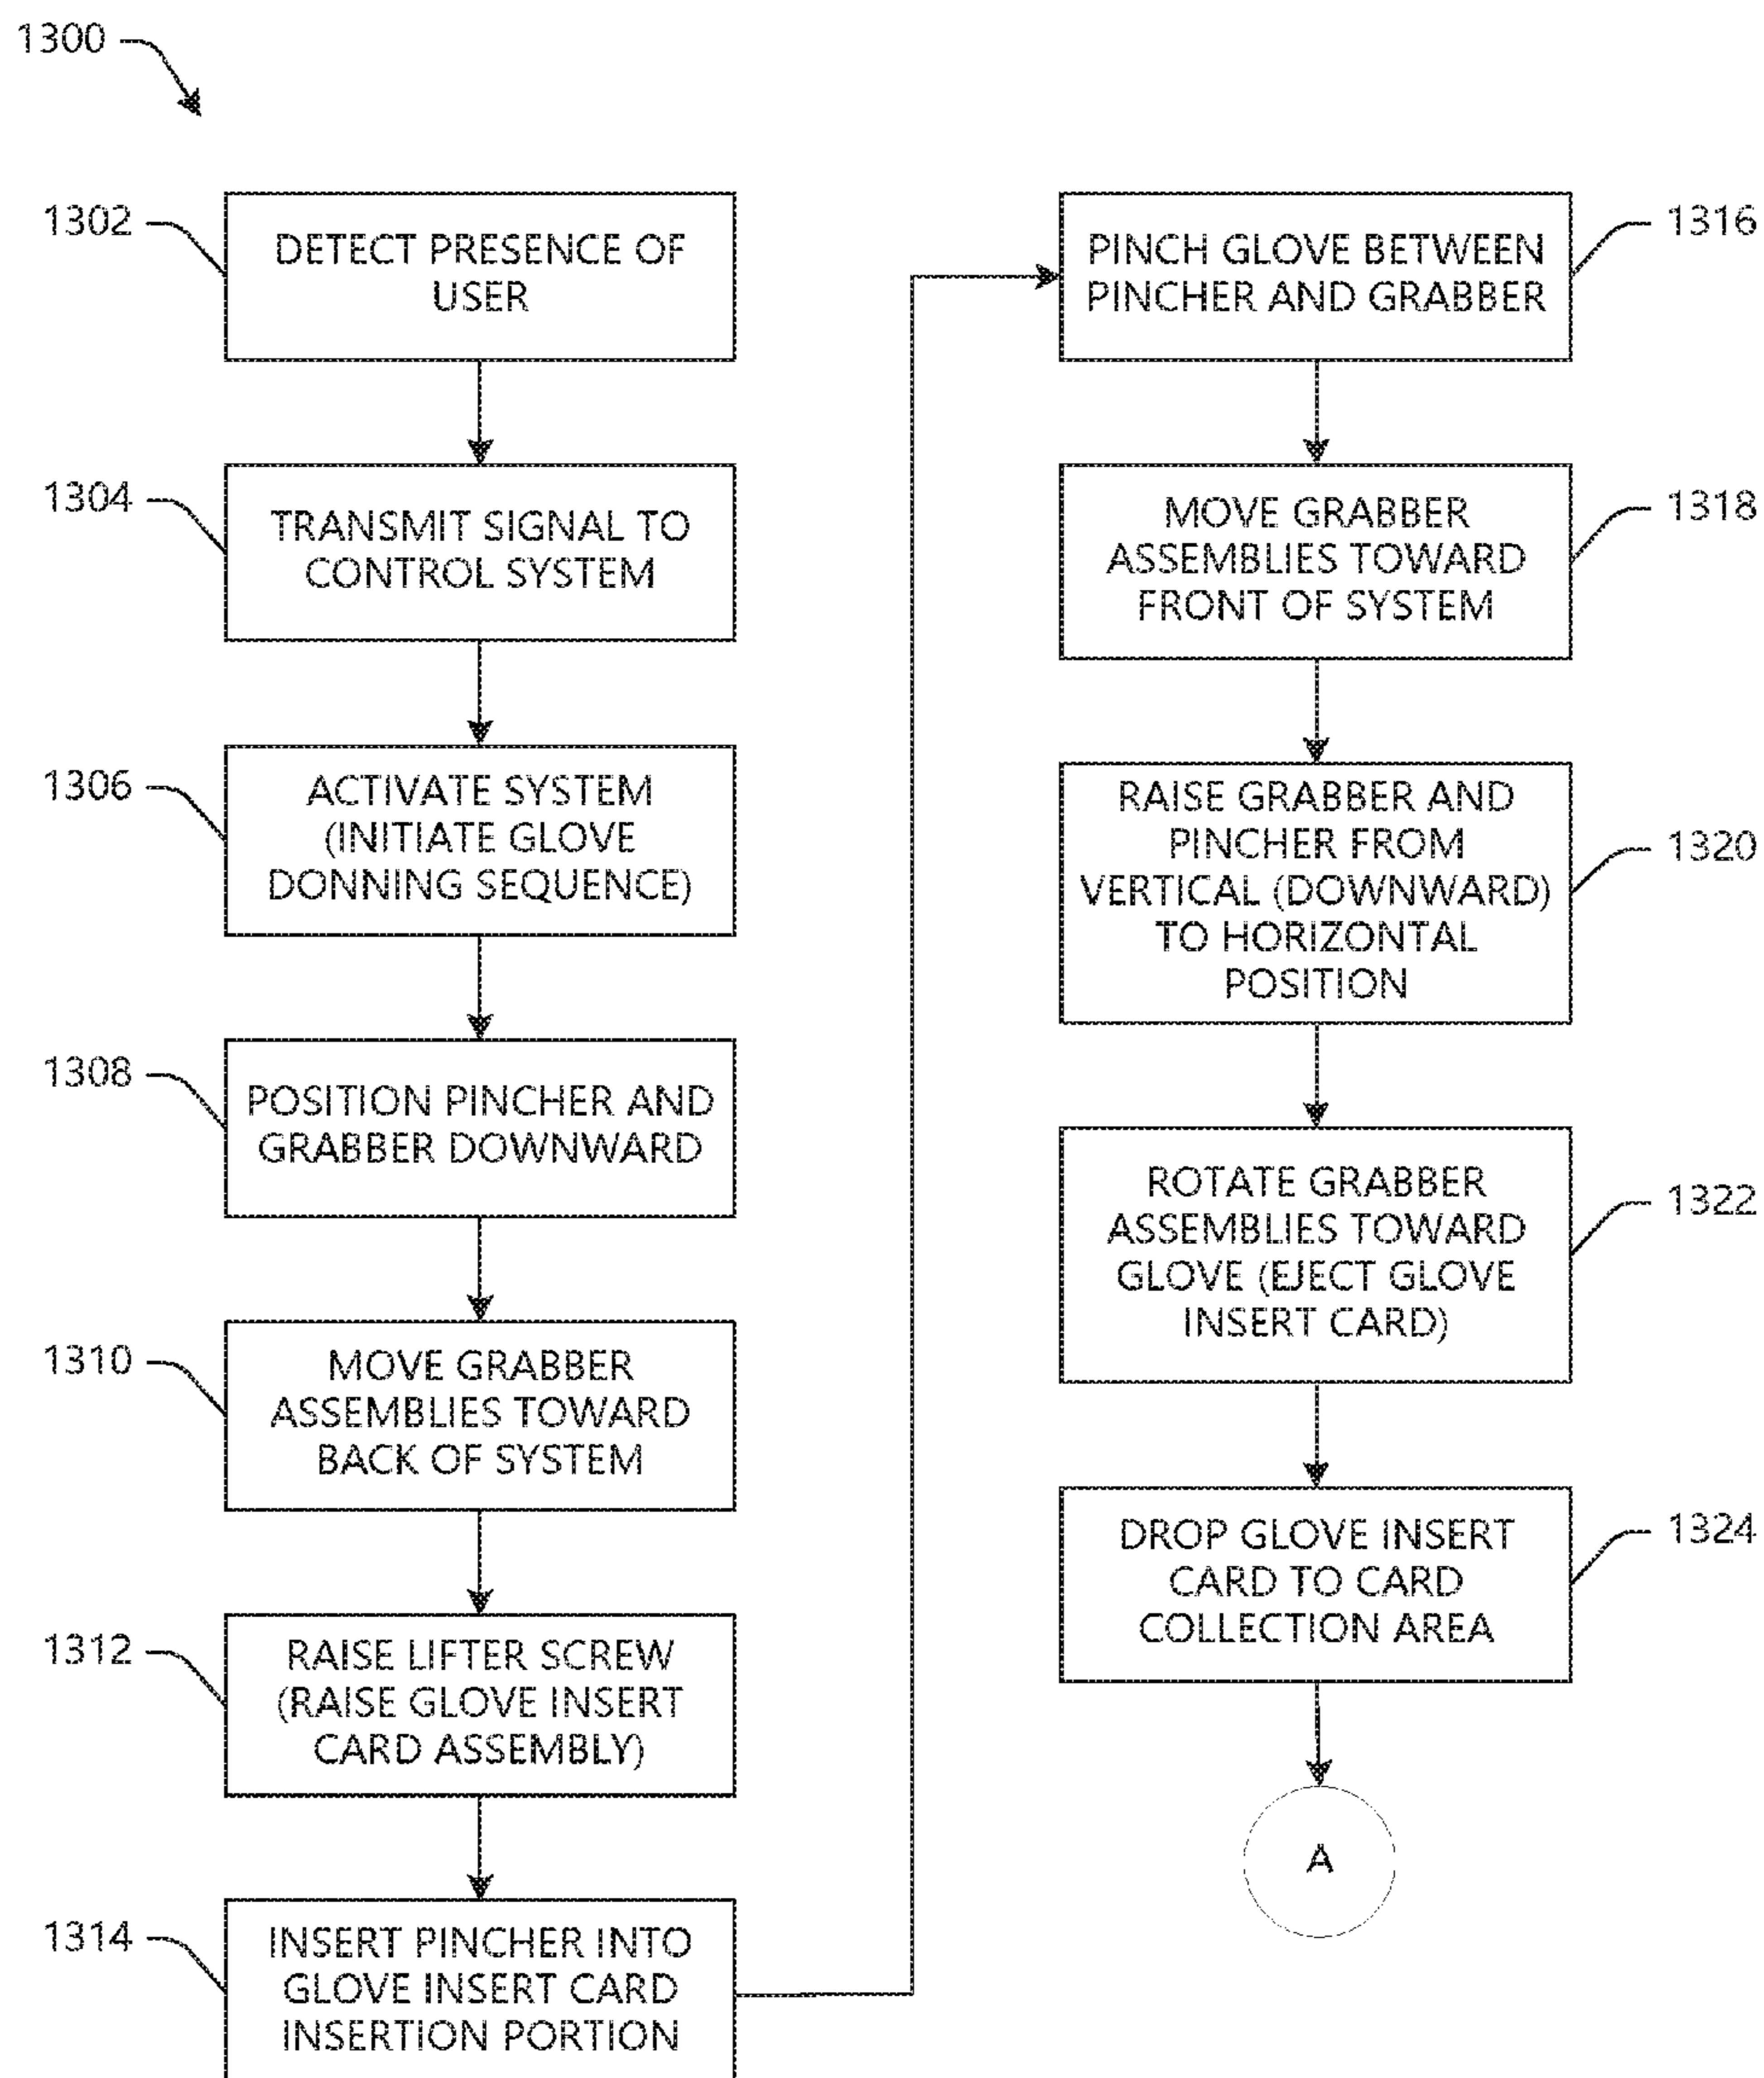 1300
1302
DETECT PRESENCE OF
USER
1304
TRANSMIT SIGNAL TO
CONTROL SYSTEM
1306
ACTIVATE SYSTEM
(INITIATE GLOVE
DONNING SEQUENCE)
1308
POSITION PINCHER AND
GRABBER DOWNWARD
1310
MOVE GRABBER
ASSEMBLIES TOWARD
BACK OF SYSTEM
1312
RAISE LIFTER SCREW
(RAISE GLOVE INSERT
CARD ASSEMBLY)
1314
INSERT PINCHER INTO
GLOVE INSERT CARD
INSERTION PORTION
1316
PINCH GLOVE BETWEEN
PINCHER AND GRABBER
1318
MOVE GRABBER
ASSEMBLIES TOWARD
FRONT OF SYSTEM
1320
RAISE GRABBER AND
PINCHER FROM
VERTICAL (DOWNWARD)
TO HORIZONTAL
POSITION
1322
ROTATE GRABBER
ASSEMBLIES TOWARD
GLOVE (EJECT GLOVE
INSERT CARD)
1324
DROP GLOVE INSERT
CARD TO CARD
COLLECTION AREA
A